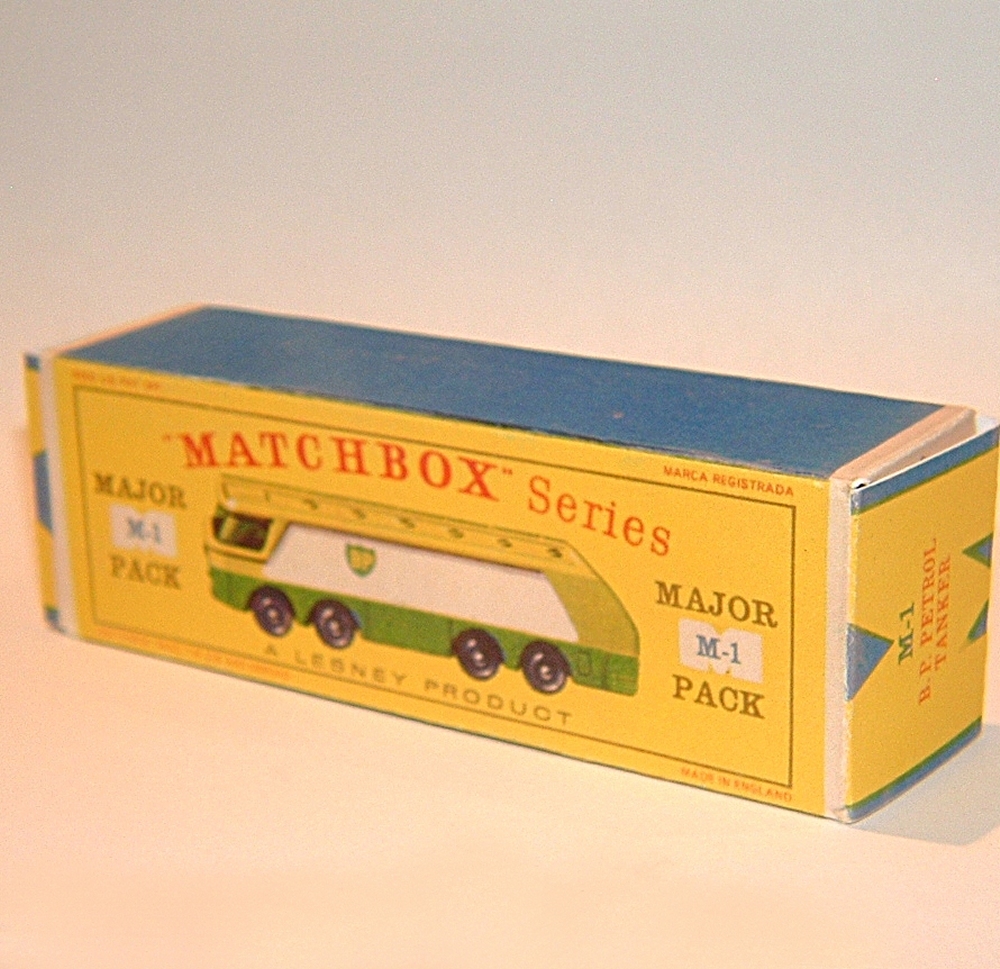 MARCA REGISTRADA
"MATCHBOX" Series
MAJOR
M-1
PACK
BP
A LESNEY PRODUCT
MAJOR
M-1
PACK
MADE IN ENGLAND
M-1
B.P. PETROL
TANKER